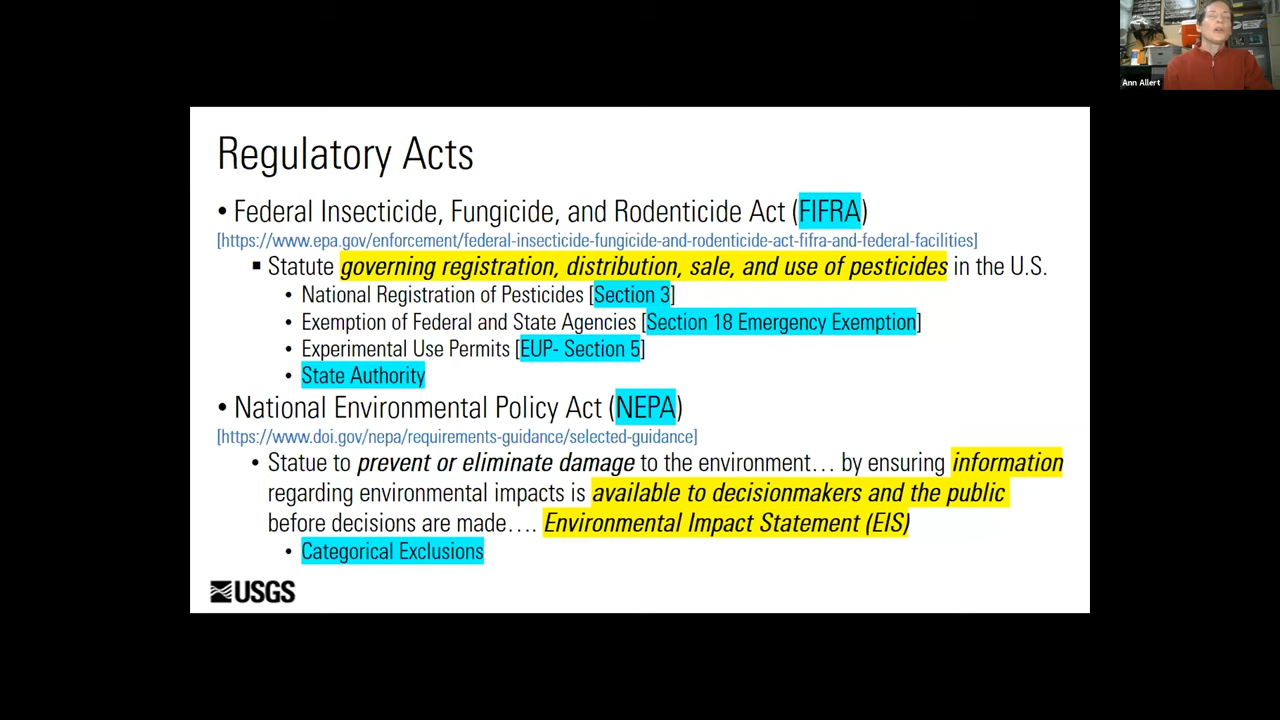 Ann Allert
Regulatory Acts
• Federal Insecticide, Fungicide, and Rodenticide Act (FIFRA)
[https://www.epa.gov/enforcement/federal-insecticide-fungicide-and-rodenticide-act-fifra-and-federal-facilities]
▪ Statute governing registration, distribution, sale, and use of pesticides in the U.S.
• National Registration of Pesticides [Section 3]
• Exemption of Federal and State Agencies [Section 18 Emergency Exemption]
• Experimental Use Permits [EUP- Section 5]
• State Authority
• National Environmental Policy Act (NEPA)
[https://www.doi.gov/nepa/requirements-guidance/selected-guidance]
• Statue to prevent or eliminate damage to the environment… by ensuring information
regarding environmental impacts is available to decisionmakers and the public
before decisions are made…. Environmental Impact Statement (EIS)
• Categorical Exclusions
USGS